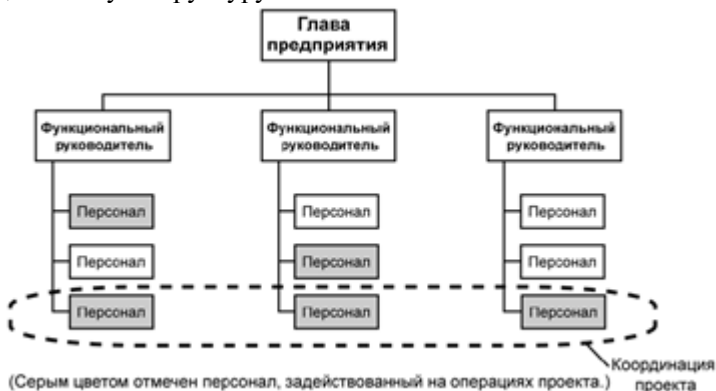 Глава
предприятия
Функциональный
руководитель
Функциональный
руководитель
Функциональный
руководитель
Персонал
Персонал
Персонал
Персонал
Персонал
Персонал
Персонал
Персонал
Персонал
Координация
проекта
(Серым цветом отмечен персонал, задействованный на операциях проекта.)